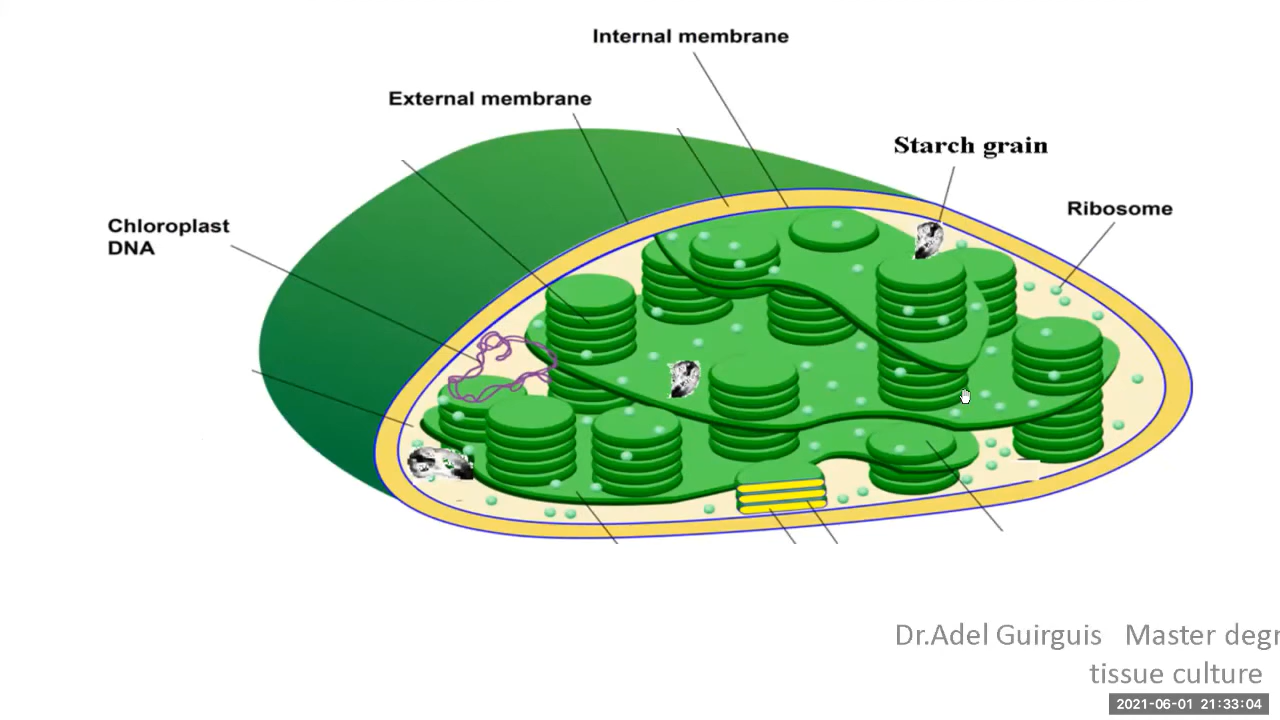 Internal membrane
External membrane
Starch grain
Ribosome
Chloroplast
DNA
Dr.Adel Guirguis Master degr
tissue culture
2021-06-01 21:33:04